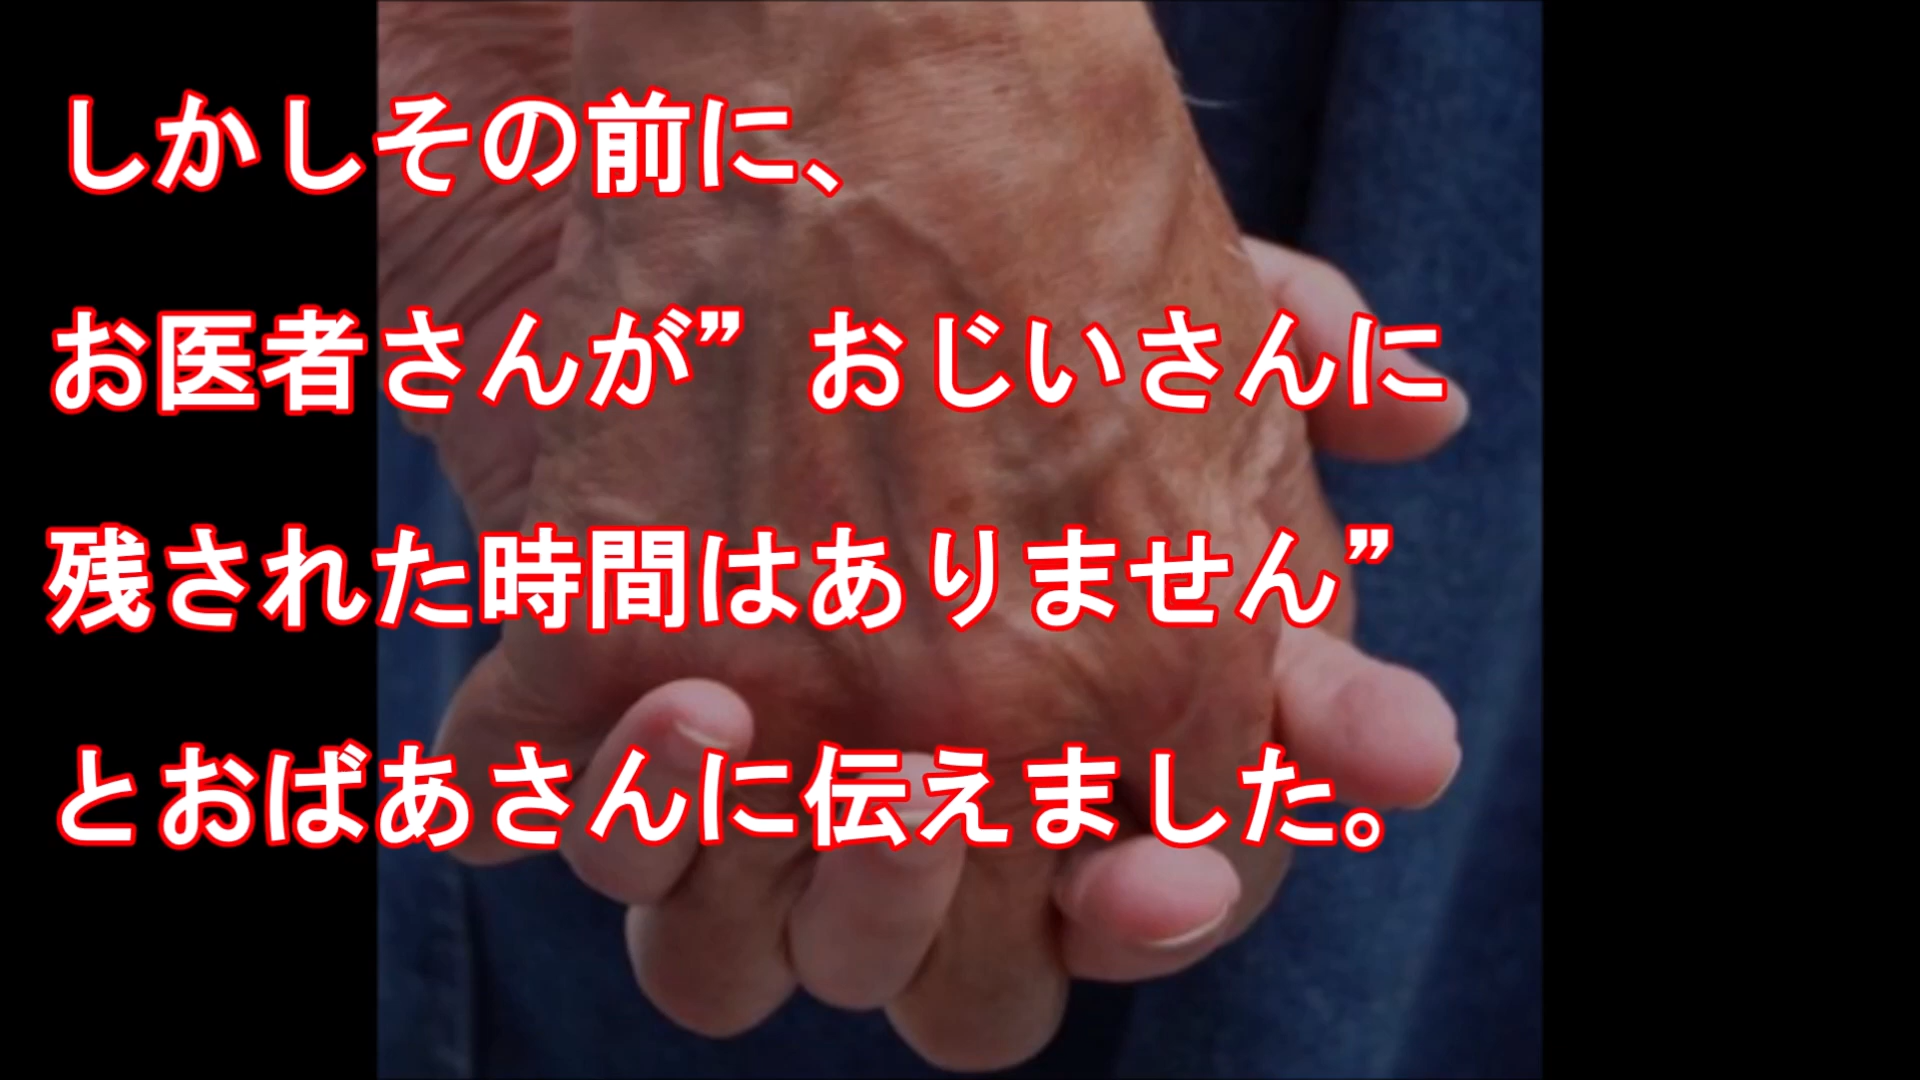 しかしその前に、
お医者さんが”おじいさんに
残された時間はありません”
とおばあさんに伝えました。